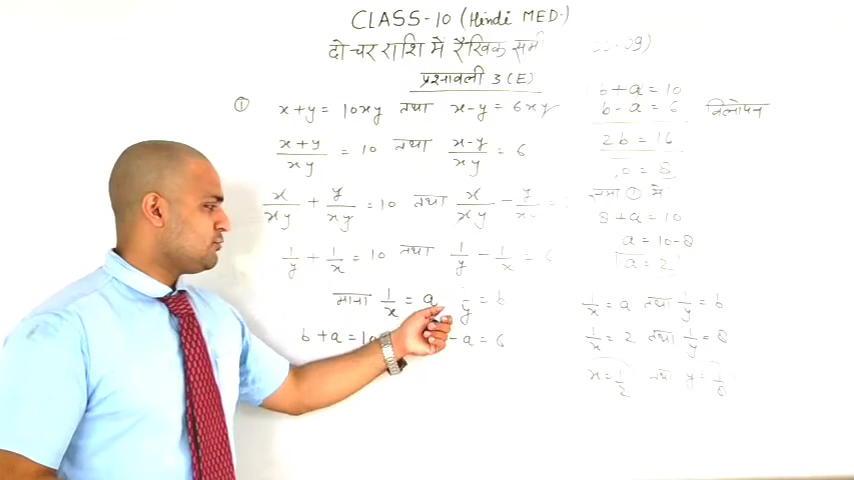 CLASS-10 (Hindi MED.)
दो चर राशि में रैखिक समी
09)
प्रश्नावली 3(E)
① x+y = 10xy तथा x-y = 6xy
x+y/xy = 10 तथा x-y/xy = 6
x/xy + y/xy = 10 तथा x/xy - y/xy =
1/y + 1/x = 10 तथा 1/y - 1/x = 6
माना 1/x = a 1/y = b
b+a = 10 - a = 6
b+a = 10
b-a = 6 विलोपन
2b = 16
b = 8
① में
8+a = 10
a = 10-8
a = 2
1/x = a तथा 1/y = b
1/x = 2 तथा 1/y = 8
x = 1/2 तथा y = 1/8